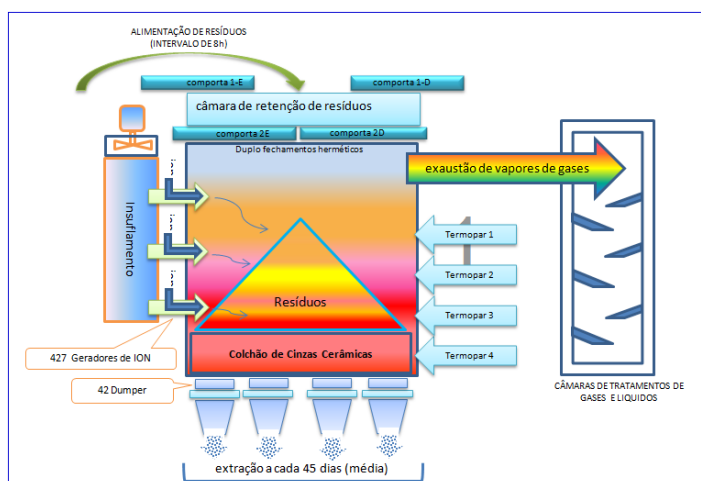 ALIMENTAÇÃO DE RESÍDUOS
(INTERVALO DE 8h)
comporta 1-E
comporta 1-D
câmara de retenção de resíduos
comporta 2E
comporta 2D
Duplo fechamentos herméticos
exaustão de vapores de gases
Insuflamento
1
Termopar 1
Termopar 2
Resíduos
Termopar 3
427 Geradores de ION
Colchão de Cinzas Cerâmicas
Termopar 4
42 Dumper
CÂMARAS DE TRATAMENTOS DE
GASES E LIQUIDOS
extração a cada 45 dias (média)